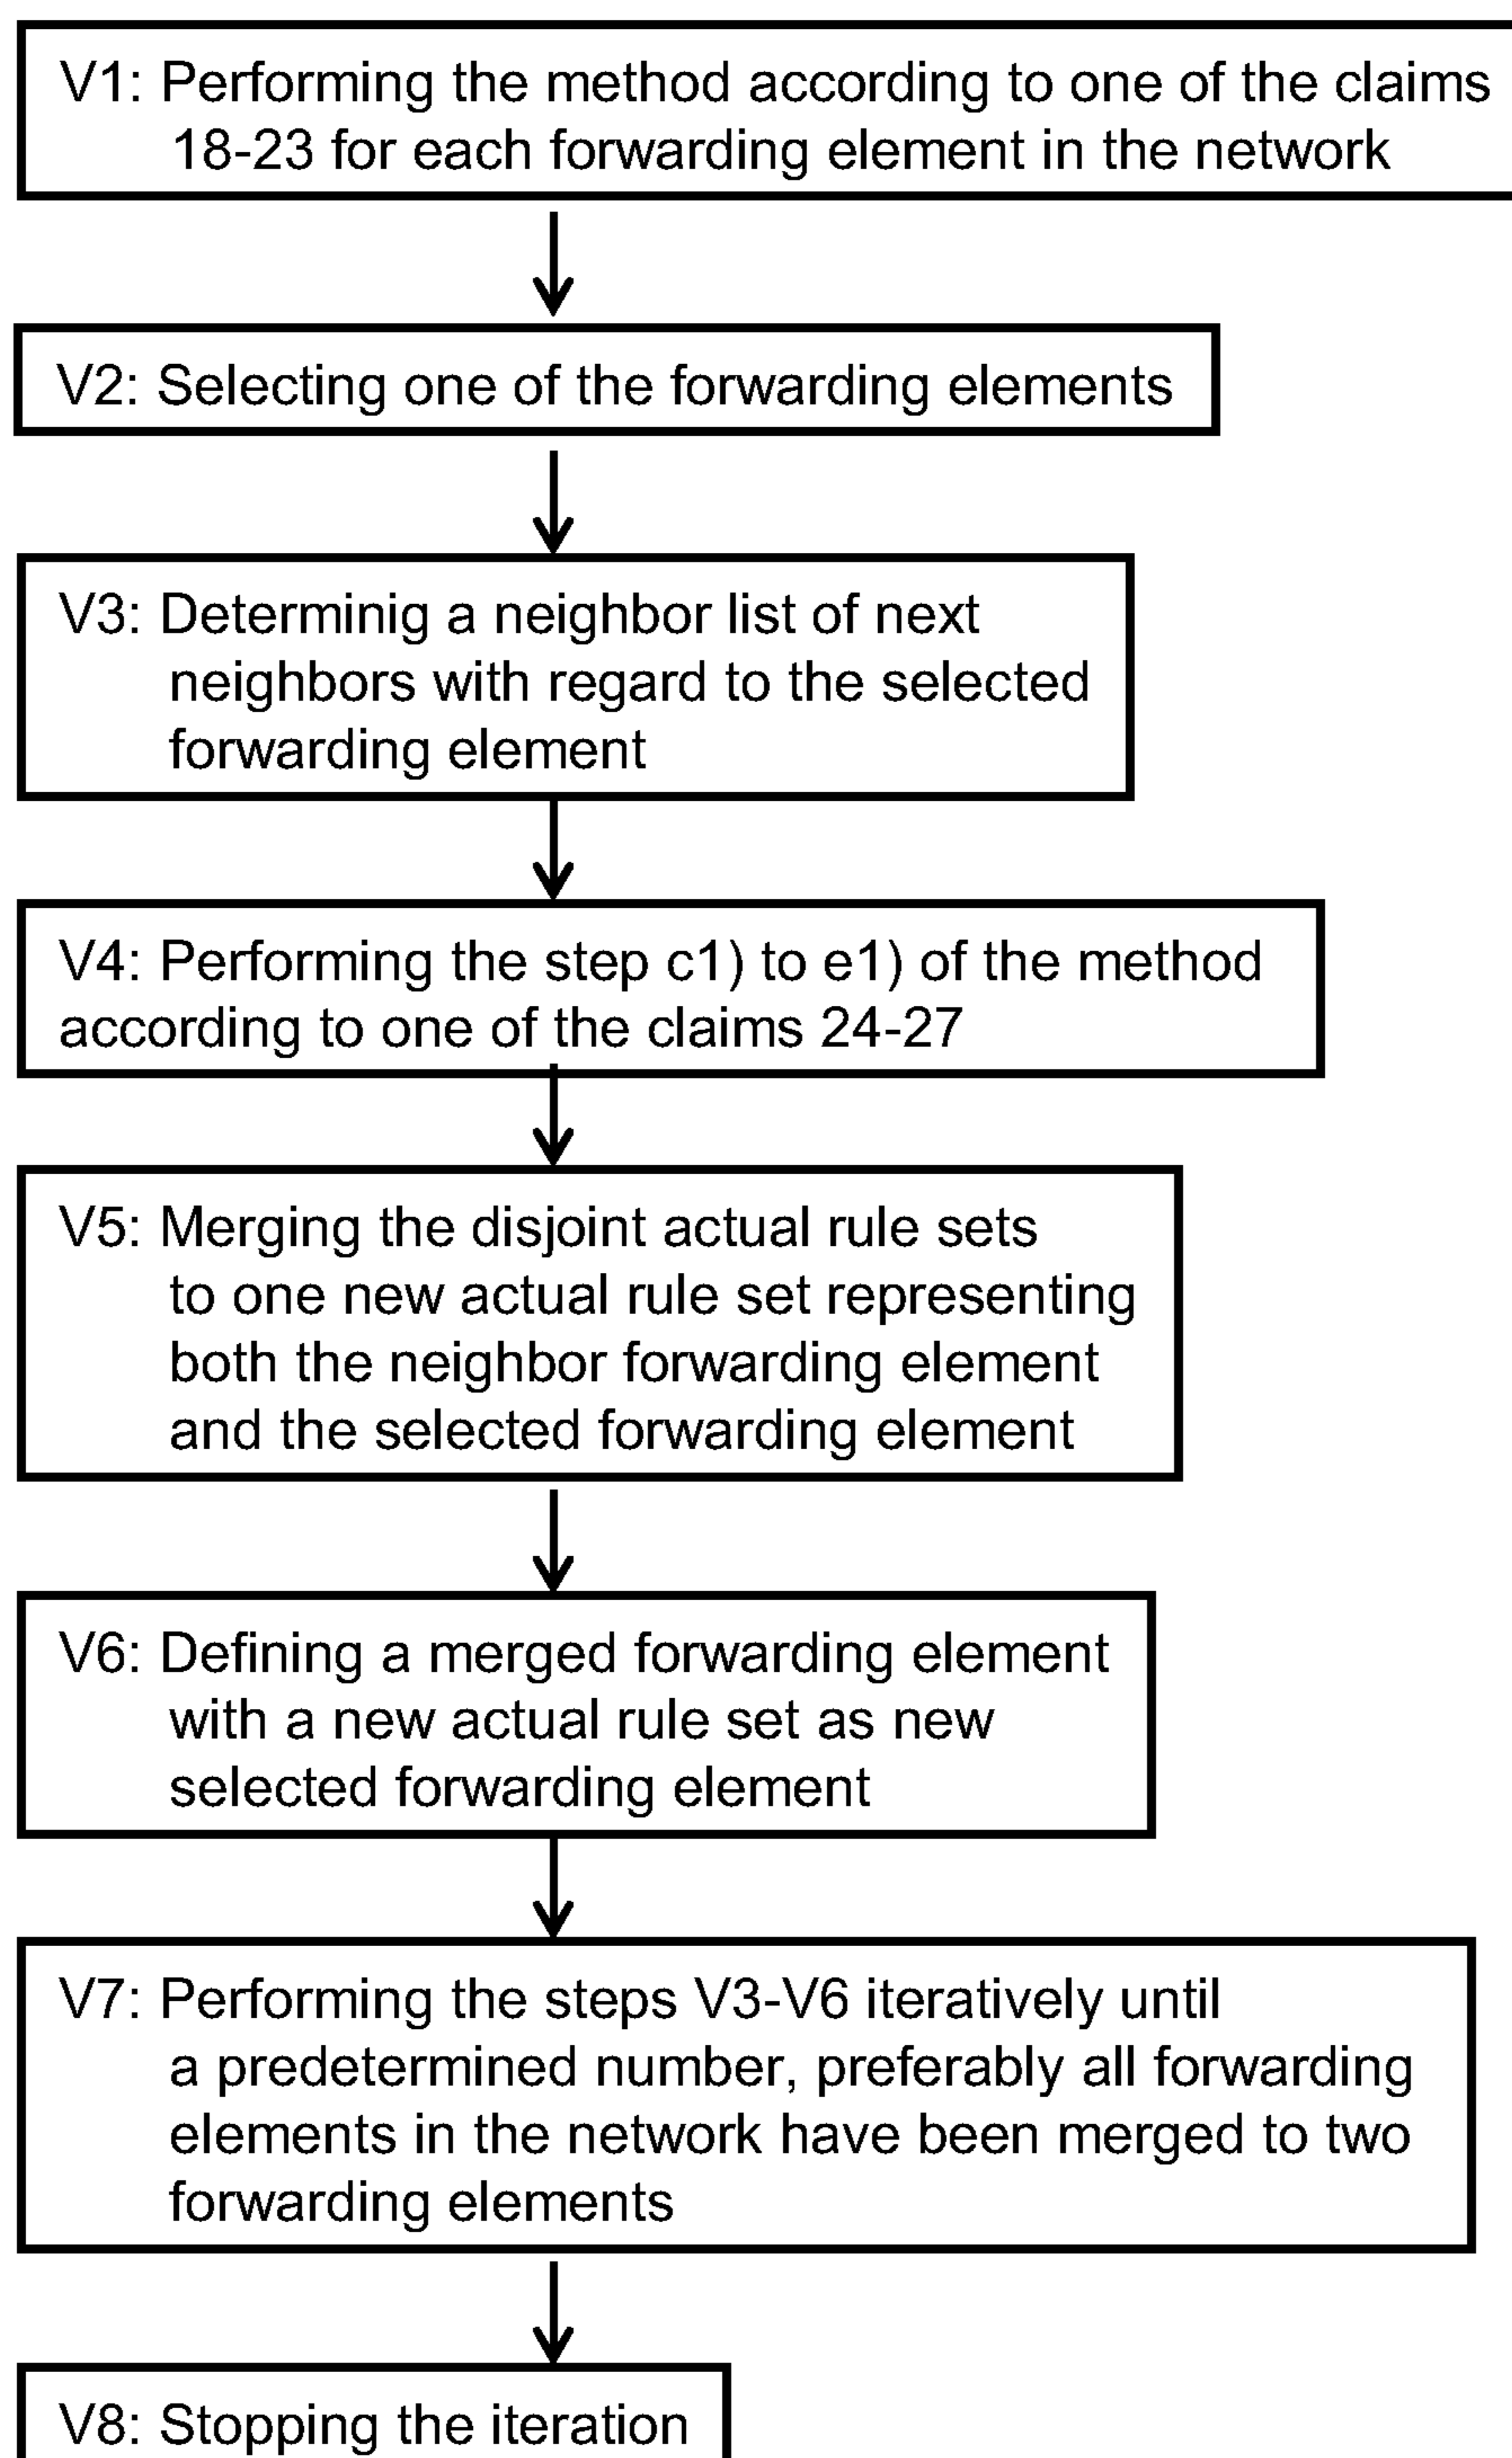 V1: Performing the method according to one of the claims
18-23 for each forwarding element in the network
V2: Selecting one of the forwarding elements
V3: Determinig a neighbor list of next
neighbors with regard to the selected
forwarding element
V4: Performing the step c1) to e1) of the method
according to one of the claims 24-27
V5: Merging the disjoint actual rule sets
to one new actual rule set representing
both the neighbor forwarding element
and the selected forwarding element
V6: Defining a merged forwarding element
with a new actual rule set as new
selected forwarding element
V7: Performing the steps V3-V6 iteratively until
a predetermined number, preferably all forwarding
elements in the network have been merged to two
forwarding elements
V8: Stopping the iteration